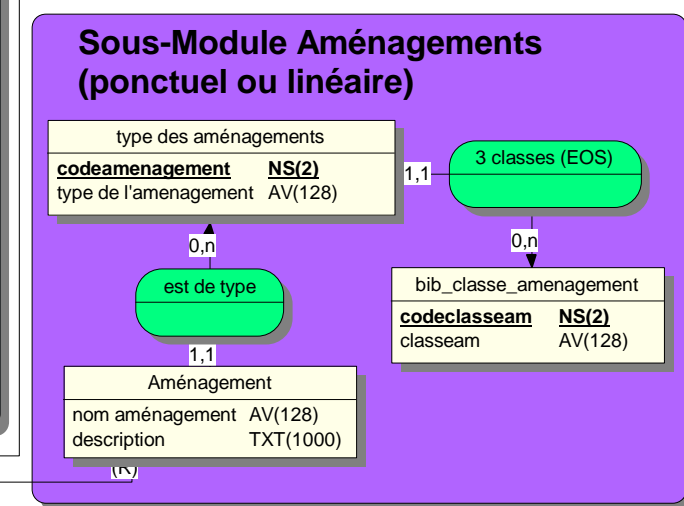 Sous-Module Aménagements
(ponctuel ou linéaire)
type des aménagements
codeamenagement NS(2)
type de l'amenagement AV(128)
1,1
3 classes (EOS)
0,n
0,n
est de type
bib_classe_amenagement
codeclasseam NS(2)
classeam AV(128)
1,1
Aménagement
nom aménagement AV(128)
description TXT(1000)
(R)